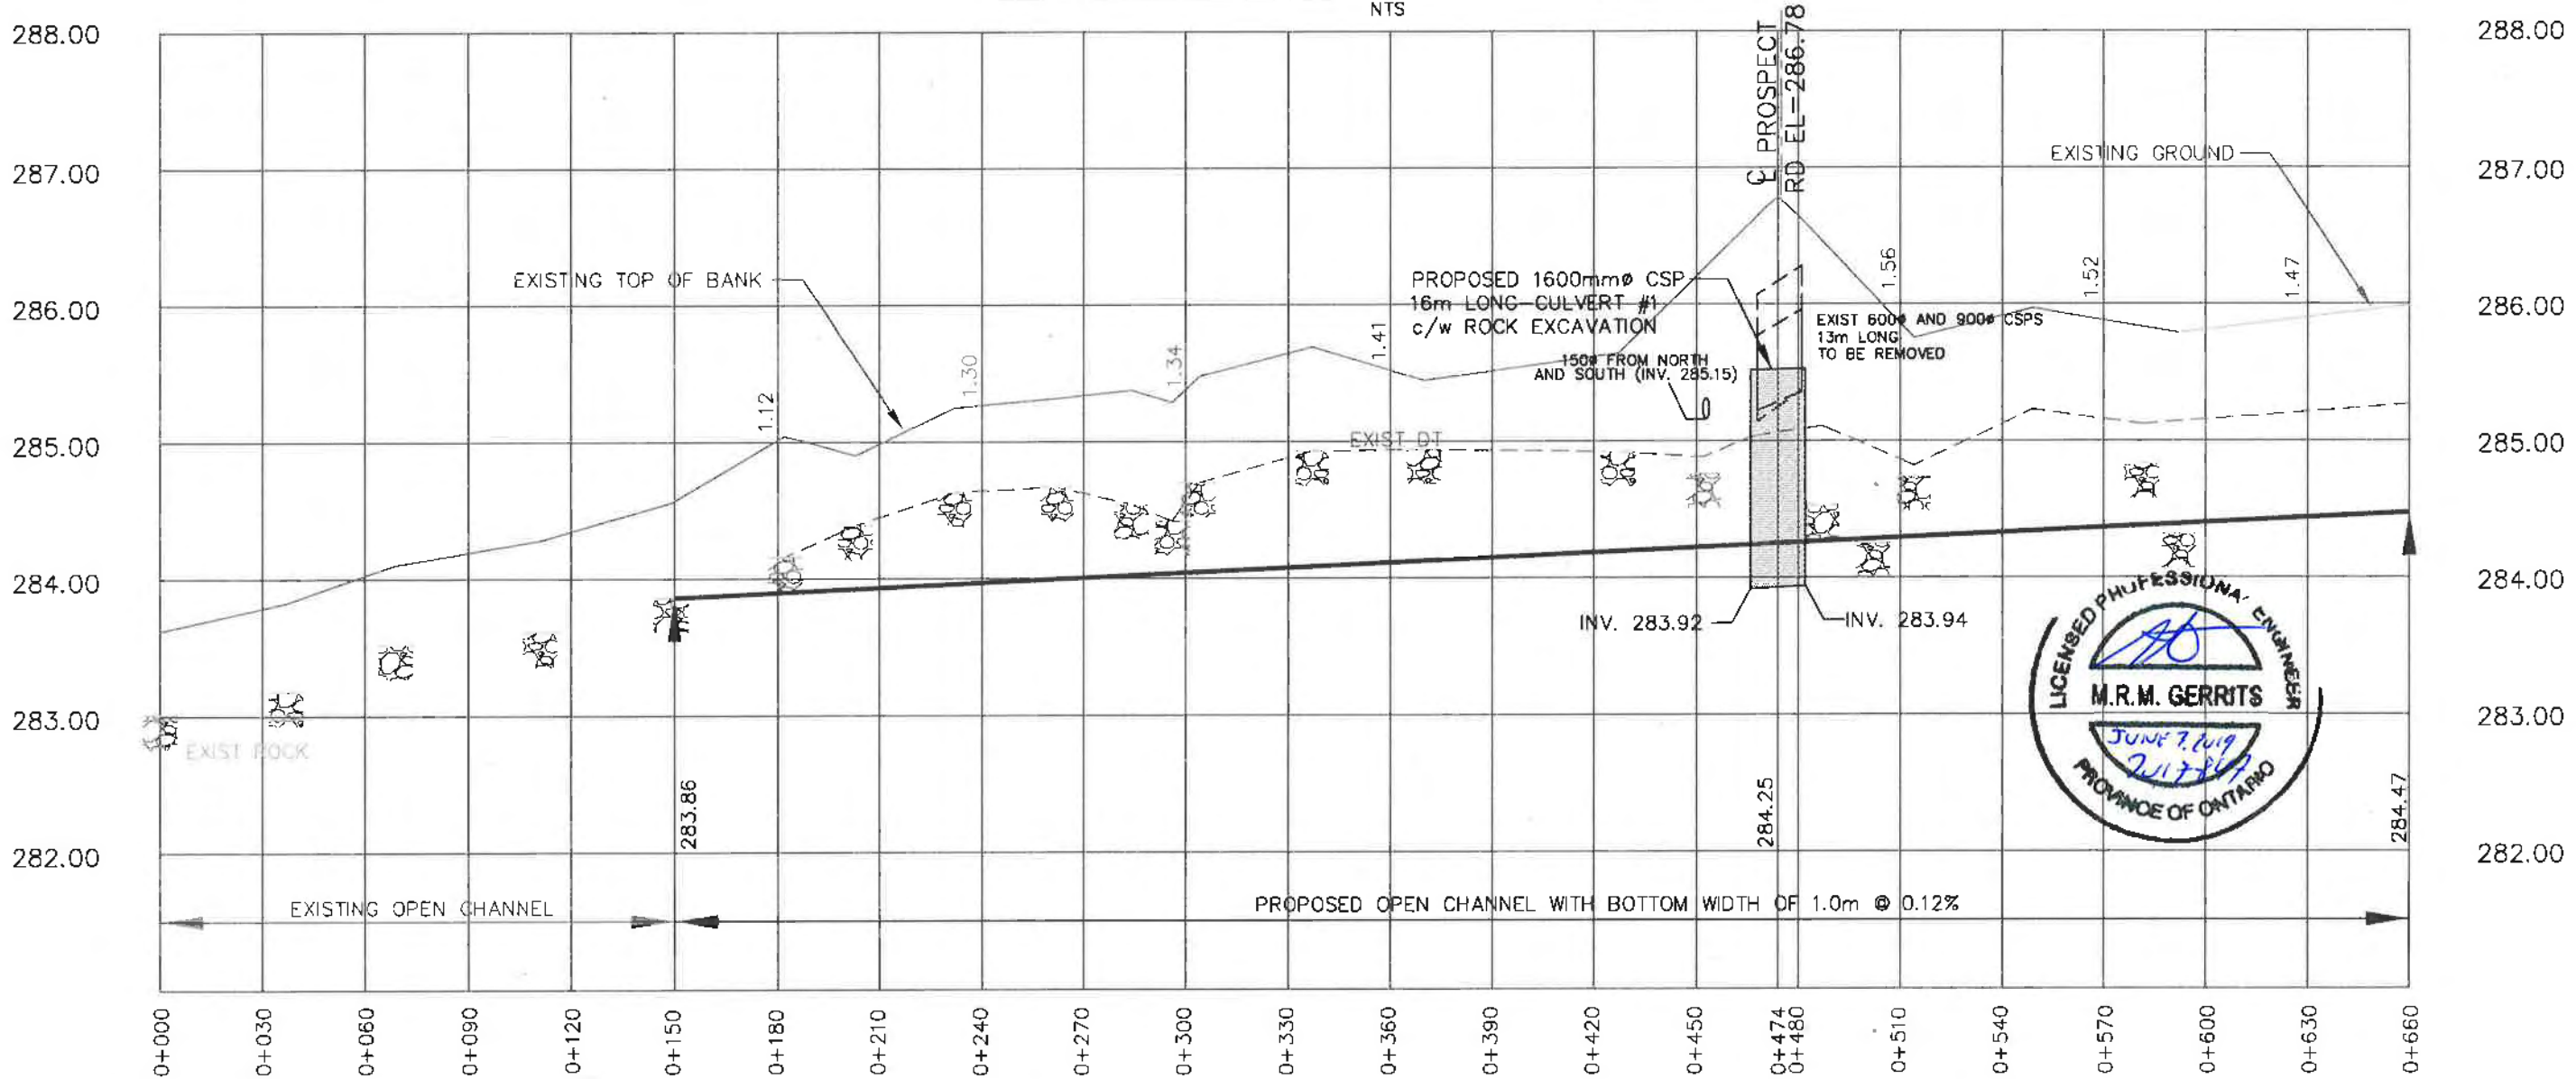 NTS
288.00
288.00
287.00
287.00
286.00
286.00
285.00
285.00
284.00
284.00
283.00
283.00
282.00
282.00
℄ PROSPECT
RD EL-286.78
EXISTING GROUND
EXISTING TOP OF BANK
PROPOSED 1600mmø CSP
16m LONG-CULVERT #1
c/w ROCK EXCAVATION
EXIST 600ø AND 900ø CSPS
13m LONG
TO BE REMOVED
150ø FROM NORTH
AND SOUTH (INV. 285.15)
1.12
1.30
1.34
1.41
1.56
1.52
1.47
EXIST DT
INV. 283.92
INV. 283.94
EXIST ROCK
283.86
284.25
284.47
LICENSED PROFESSIONAL ENGINEER
M.R.M. GERRITS
JUNE 7, 2019
PROVINCE OF ONTARIO
EXISTING OPEN CHANNEL
PROPOSED OPEN CHANNEL WITH BOTTOM WIDTH OF 1.0m @ 0.12%
0+000
0+030
0+060
0+090
0+120
0+150
0+180
0+210
0+240
0+270
0+300
0+330
0+360
0+390
0+420
0+450
0+474
0+480
0+510
0+540
0+570
0+600
0+630
0+660